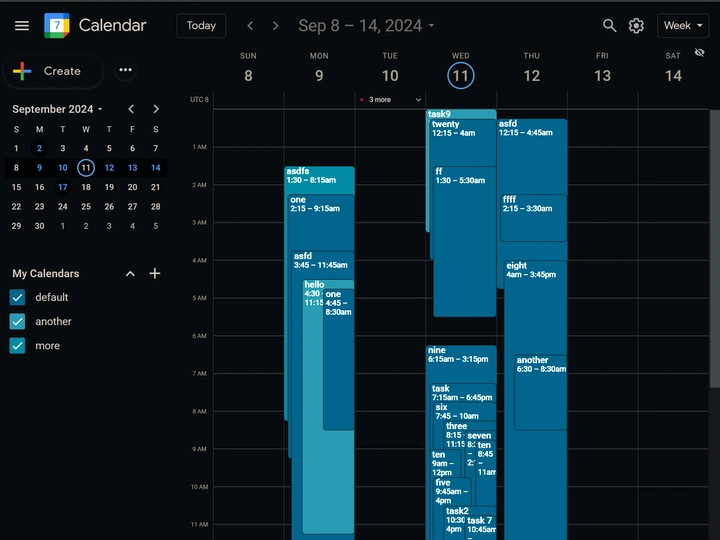 7
Calendar
Today
Sep 8 – 14, 2024
Week
Create
September 2024
S M T W T F S
1 2 3 4 5 6 7
8 9 10 11 12 13 14
15 16 17 18 19 20 21
22 23 24 25 26 27 28
29 30 1 2 3 4 5
My Calendars
default
another
more
SUN MON TUE WED THU FRI SAT
8 9 10 11 12 13 14
UTC 8
3 more
1 AM
2 AM
3 AM
4 AM
5 AM
6 AM
7 AM
8 AM
9 AM
10 AM
11 AM
asdfs
1:30 – 8:15am
one
2:15 – 9:15am
asfd
3:45 – 11:45am
hello
4:30
11:15
one
4:45 –
8:30am
task9
twenty
12:15 – 4am
ff
1:30 – 5:30am
nine
6:15am – 3:15pm
task
7:15am – 6:45pm
six
7:45 – 10am
three
8:15
11:15
seven
8:
–
2:
ten
8:45
–
11am
ten
9am –
12pm
five
9:45am –
4pm
task2
10:30
4pm
task 7
10:45am
asfd
12:15 – 4:45am
ffff
2:15 – 3:30am
eight
4am – 3:45pm
another
6:30 – 8:30am